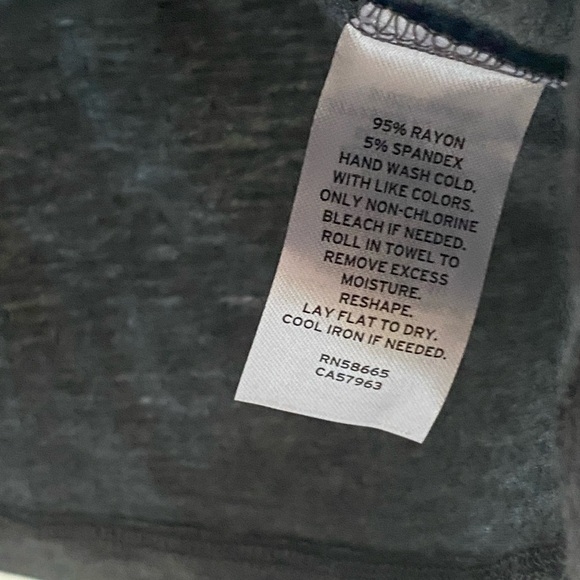 95% RAYON
5% SPANDEX
HAND WASH COLD.
WITH LIKE COLORS.
ONLY NON-CHLORINE
BLEACH IF NEEDED.
ROLL IN TOWEL TO
REMOVE EXCESS
MOISTURE.
RESHAPE.
LAY FLAT TO DRY.
COOL IRON IF NEEDED.
RN58665
CA57963